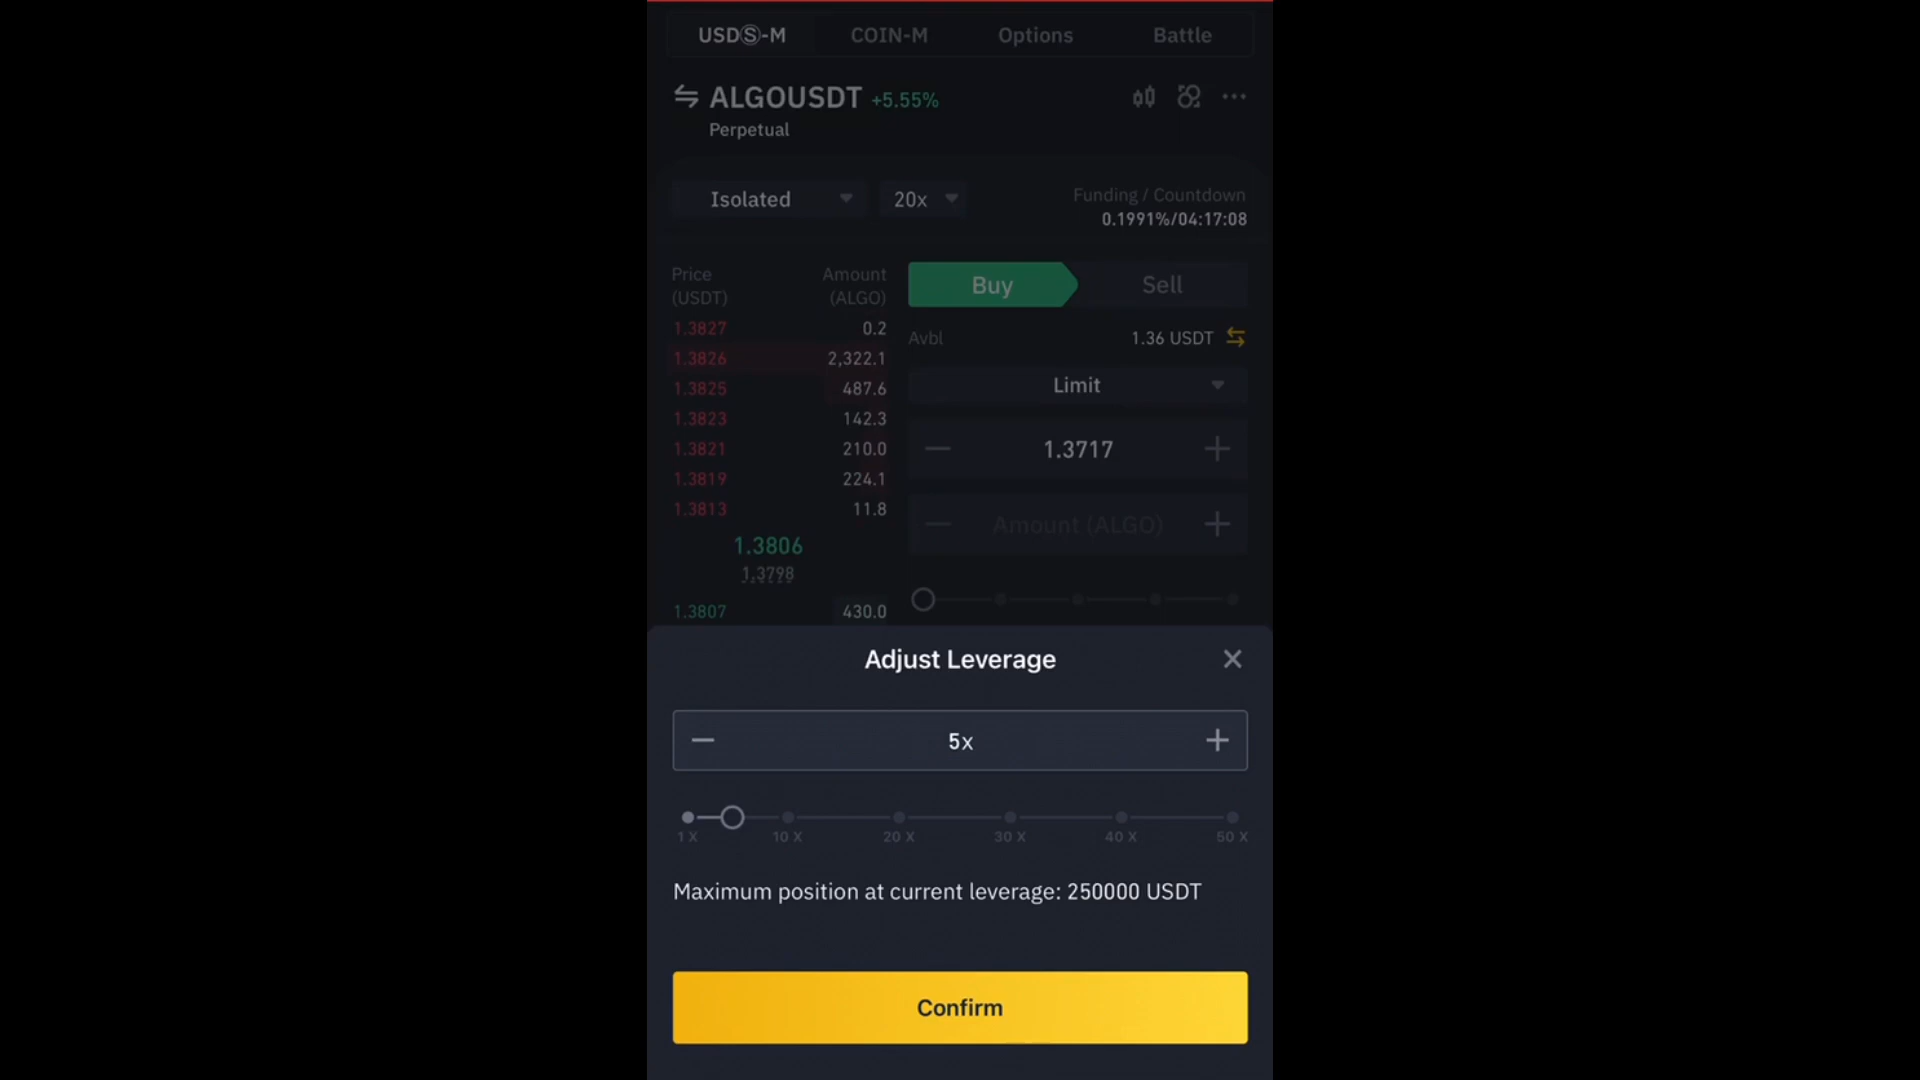 USDⓈ-M COIN-M Options Battle
ALGOUSDT +5.55%
Perpetual
Isolated 20x
Funding / Countdown
0.1991%/04:17:08
Price Amount
(USDT) (ALGO)
1.3827 0.2
1.3826 2,322.1
1.3825 487.6
1.3823 142.3
1.3821 210.0
1.3819 224.1
1.3813 11.8
1.3806
1.3798
1.3807 430.0
Buy Sell
Avbl 1.36 USDT
Limit
1.3717
Amount (ALGO)
Adjust Leverage
5x
1 X 10 X 20 X 30 X 40 X 50 X
Maximum position at current leverage: 250000 USDT
Confirm